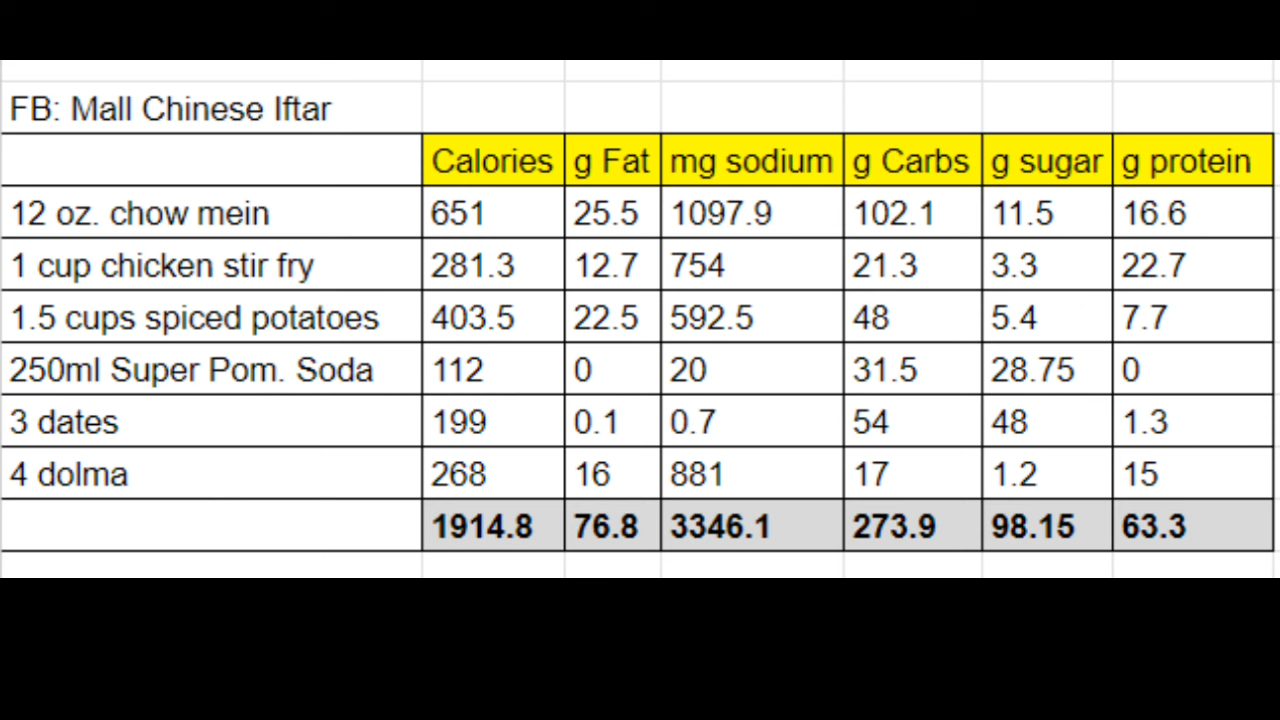 FB: Mall Chinese Iftar
Calories g Fat mg sodium g Carbs g sugar g protein
12 oz. chow mein 651 25.5 1097.9 102.1 11.5 16.6
1 cup chicken stir fry 281.3 12.7 754 21.3 3.3 22.7
1.5 cups spiced potatoes 403.5 22.5 592.5 48 5.4 7.7
250ml Super Pom. Soda 112 0 20 31.5 28.75 0
3 dates 199 0.1 0.7 54 48 1.3
4 dolma 268 16 881 17 1.2 15
1914.8 76.8 3346.1 273.9 98.15 63.3